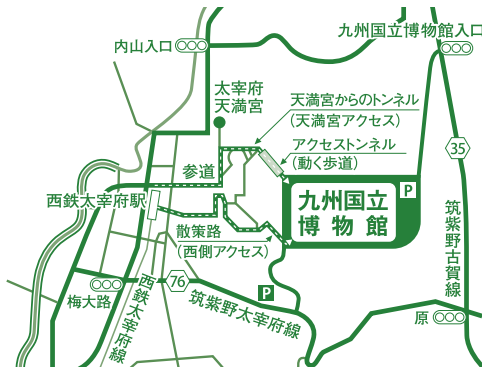 九州国立博物館入口
内山入口
太宰府
天満宮
天満宮からのトンネル
(天満宮アクセス)
アクセストンネル
(動く歩道)
35
参道
P
西鉄太宰府駅
九州国立
博物館
筑紫野古賀線
散策路
(西側アクセス)
76
西鉄太宰府線
P
梅大路
筑紫野太宰府線
原